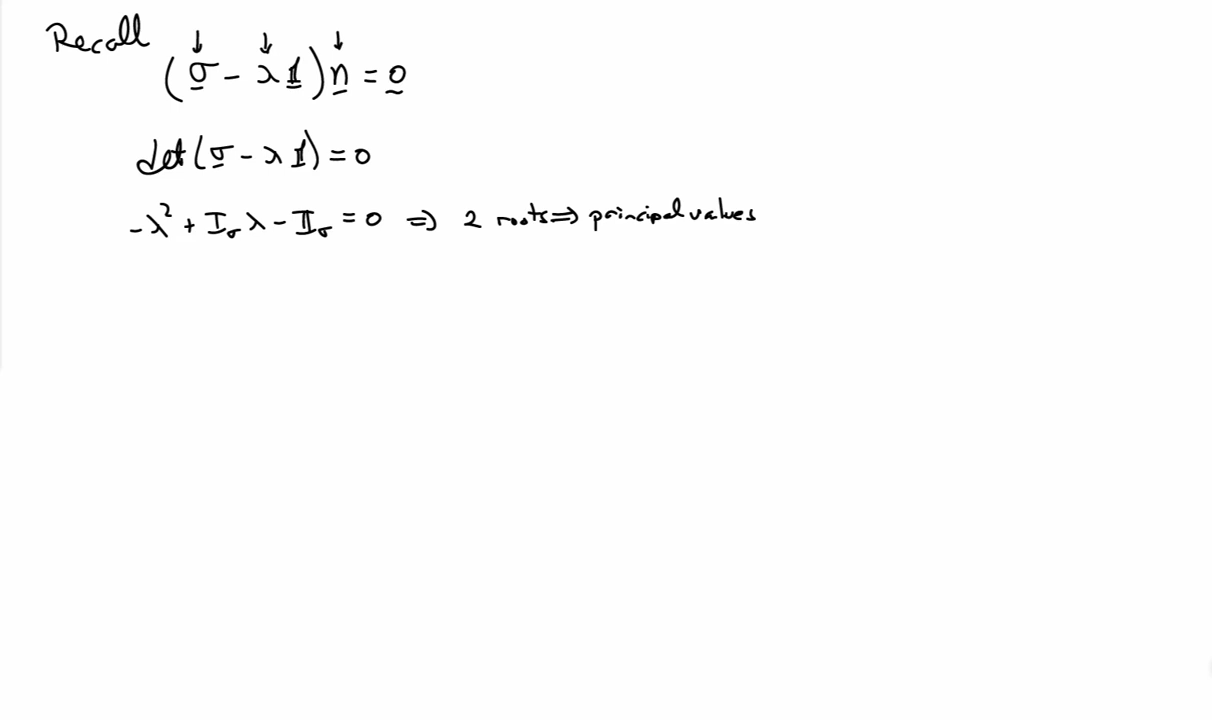 Recall
↓ ↓ ↓
(σ - λ𝟙)n = 0
det(σ - λ𝟙) = 0
-λ² + I_σ λ - II_σ = 0 ⇒ 2 roots ⇒ principal values